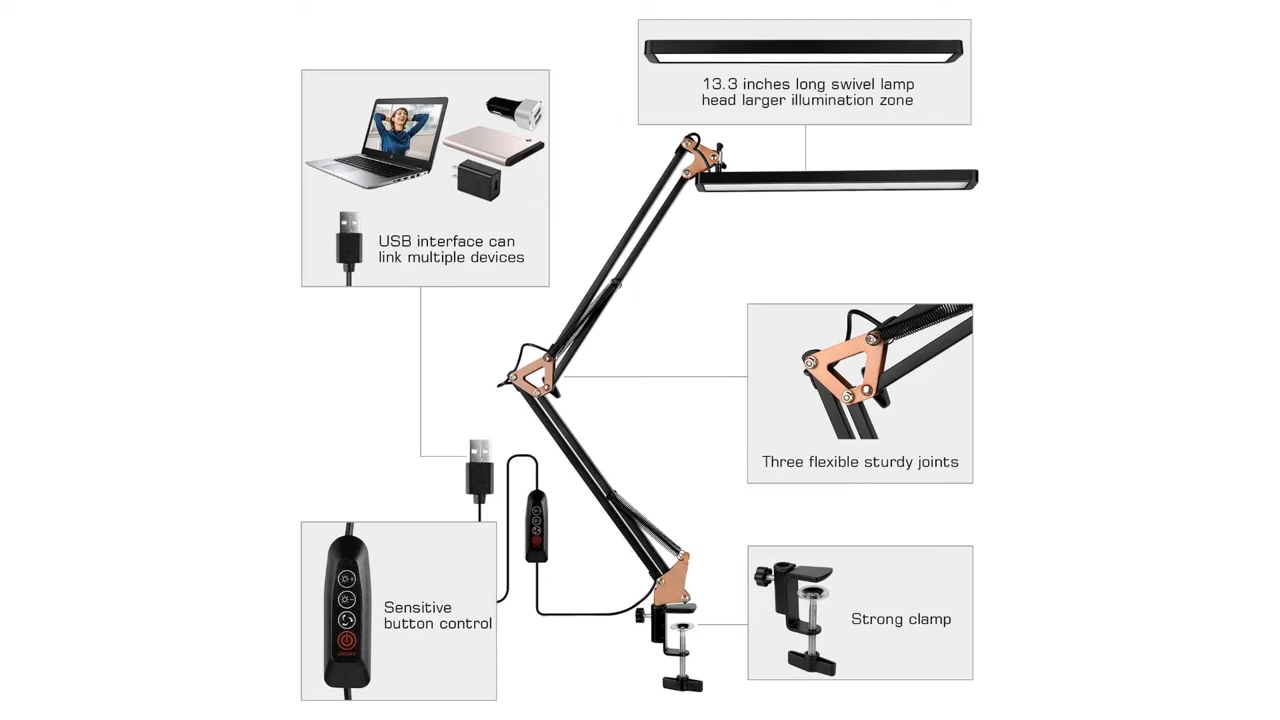 13.3 inches long swivel lamp
head larger illumination zone
USB interface can
link multiple devices
Three flexible sturdy joints
Sensitive
button control
Strong clamp